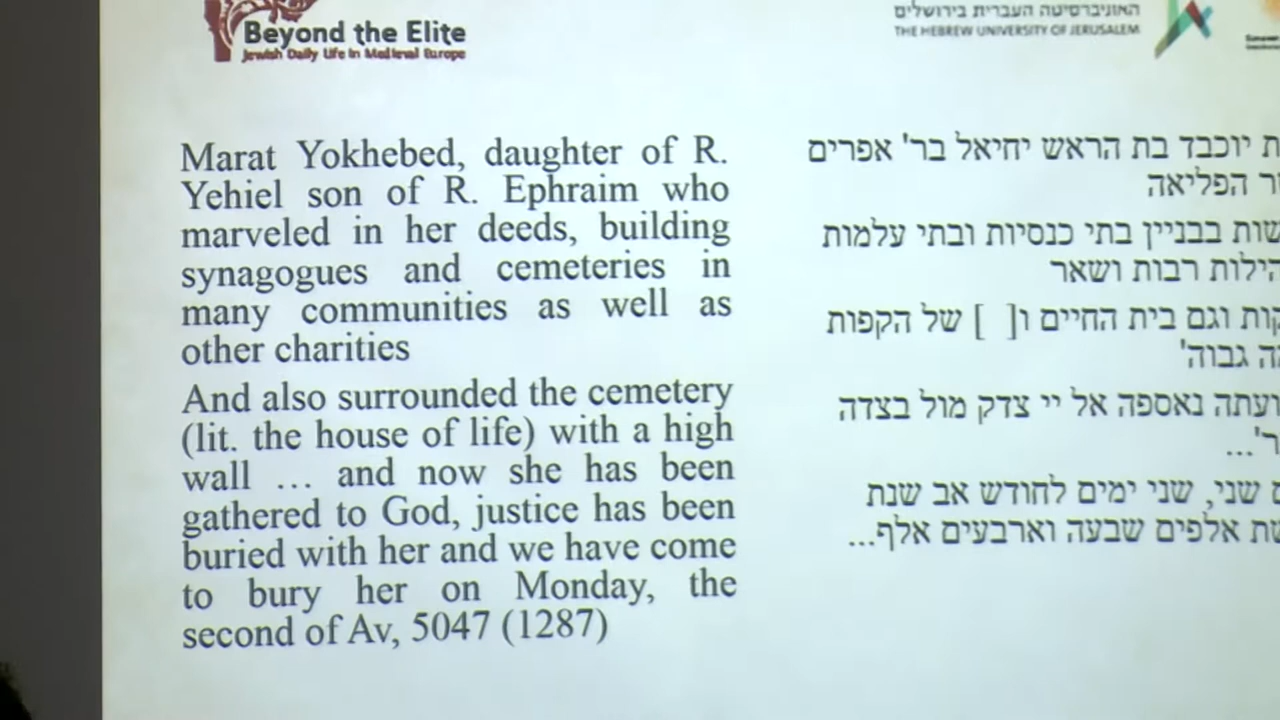 Beyond the Elite
Jewish Daily Life in Medieval Europe
האוניברסיטה העברית בירושלים
THE HEBREW UNIVERSITY OF JERUSALEM
Marat Yokhebed, daughter of R.
Yehiel son of R. Ephraim who
marveled in her deeds, building
synagogues and cemeteries in
many communities as well as
other charities
And also surrounded the cemetery
(lit. the house of life) with a high
wall … and now she has been
gathered to God, justice has been
buried with her and we have come
to bury her on Monday, the
second of Av, 5047 (1287)
יוכבד בת הראש יחיאל בר' אפרים
הפליאה
בבניין בתי כנסיות ובתי עלמות
רבות ושאר
וגם בית החיים ו[ ] של הקפות
גבוה'
ועתה נאספה אל יי צדק מול בצדה
שני, שני ימים לחודש אב שנת
אלפים שבעה וארבעים אלף...